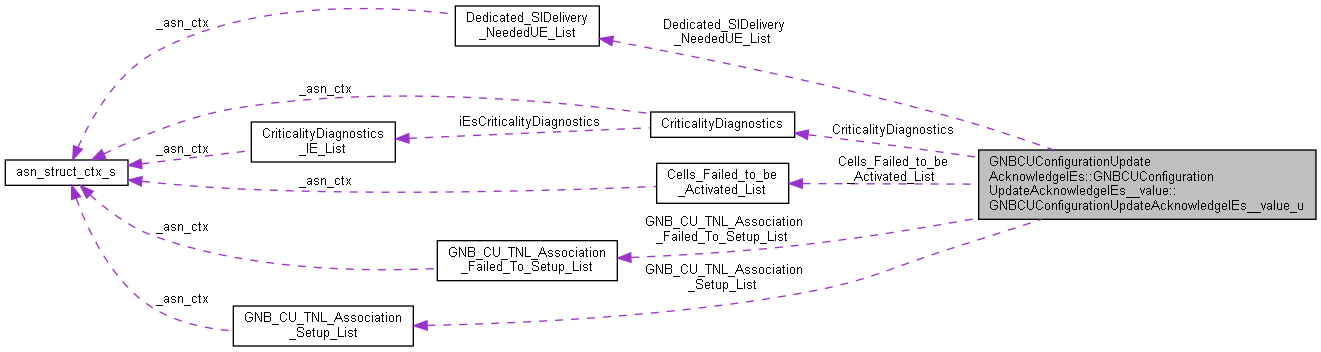 _asn_ctx
Dedicated_SIDelivery
_NeededUE_List
Dedicated_SIDelivery
_NeededUE_List
_asn_ctx
CriticalityDiagnostics
_IE_List
iEsCriticalityDiagnostics
CriticalityDiagnostics
CriticalityDiagnostics
_asn_ctx
asn_struct_ctx_s
_asn_ctx
Cells_Failed_to_be
_Activated_List
Cells_Failed_to_be
_Activated_List
GNBCUConfigurationUpdate
AcknowledgeIEs::GNBCUConfiguration
UpdateAcknowledgeIEs__value::
GNBCUConfigurationUpdateAcknowledgeIEs__value_u
_asn_ctx
GNB_CU_TNL_Association
_Failed_To_Setup_List
GNB_CU_TNL_Association
_Failed_To_Setup_List
_asn_ctx
GNB_CU_TNL_Association
_Setup_List
GNB_CU_TNL_Association
_Setup_List